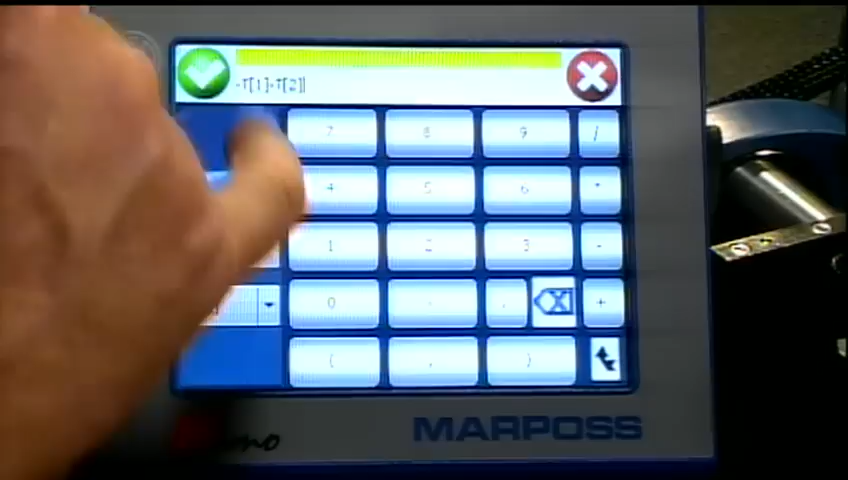 -T[1]+T[2]
7 8 9 /
4 5 6 *
1 2 3 -
0 . , +
( , )
MARPOSS